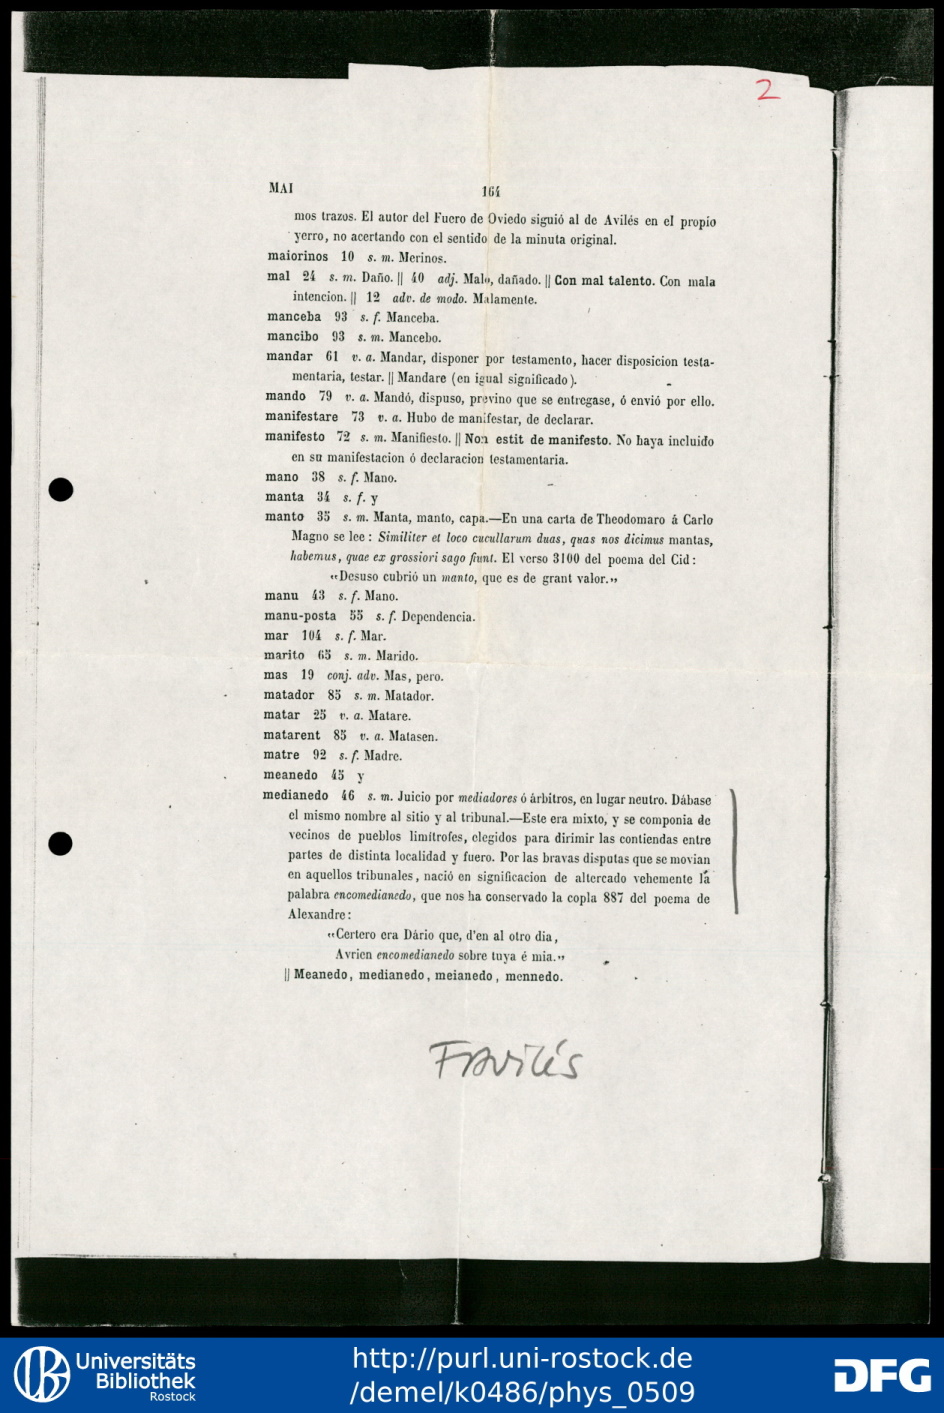 2
MAI 164
mos trazos. El autor del Fuero de Oviedo siguió al de Avilés en el propio
yerro, no acertando con el sentido de la minuta original.
maiorinos 10 s. m. Merinos.
mal 24 s. m. Daño. || 40 adj. Malo, dañado. || Con mal talento. Con mala
intencion. || 12 adv. de modo. Malamente.
manceba 93 s. f. Manceba.
mancibo 93 s. m. Mancebo.
mandar 61 v. a. Mandar, disponer por testamento, hacer disposicion testa-
mentaria, testar. || Mandare (en igual significado).
mando 79 v. a. Mandó, dispuso, previno que se entregase, ó envió por ello.
manifestare 73 v. a. Hubo de manifestar, de declarar.
manifesto 72 s. m. Manifiesto. || Non estit de manifesto. No haya incluido
en su manifestacion ó declaracion testamentaria.
mano 38 s. f. Mano.
manta 34 s. f. y
manto 35 s. m. Manta, manto, capa.—En una carta de Theodomaro á Carlo
Magno se lee: Similiter et loco cucullarum duas, quas nos dicimus mantas,
habemus, quae ex grossiori sago fiunt. El verso 3100 del poema del Cid:
«Desuso cubrió un manto, que es de grant valor.»
manu 43 s. f. Mano.
manu-posta 55 s. f. Dependencia.
mar 104 s. f. Mar.
marito 65 s. m. Marido.
mas 19 conj. adv. Mas, pero.
matador 85 s. m. Matador.
matar 25 v. a. Matare.
matarent 85 v. a. Matasen.
matre 92 s. f. Madre.
meanedo 45 y
medianedo 46 s. m. Juicio por mediadores ó árbitros, en lugar neutro. Dábase
el mismo nombre al sitio y al tribunal.—Este era mixto, y se componia de
vecinos de pueblos limítrofes, elegidos para dirimir las contiendas entre
partes de distinta localidad y fuero. Por las bravas disputas que se movian
en aquellos tribunales, nació en significacion de altercado vehemente la
palabra encomedianedo, que nos ha conservado la copla 887 del poema de
Alexandre:
«Certero era Dário que, d'en al otro dia,
Avrien encomedianedo sobre tuya é mia.»
|| Meanedo, medianedo, meianedo, mennedo.
FAvilés
Universitäts
Bibliothek
Rostock
http://purl.uni-rostock.de
/demel/k0486/phys_0509
DFG